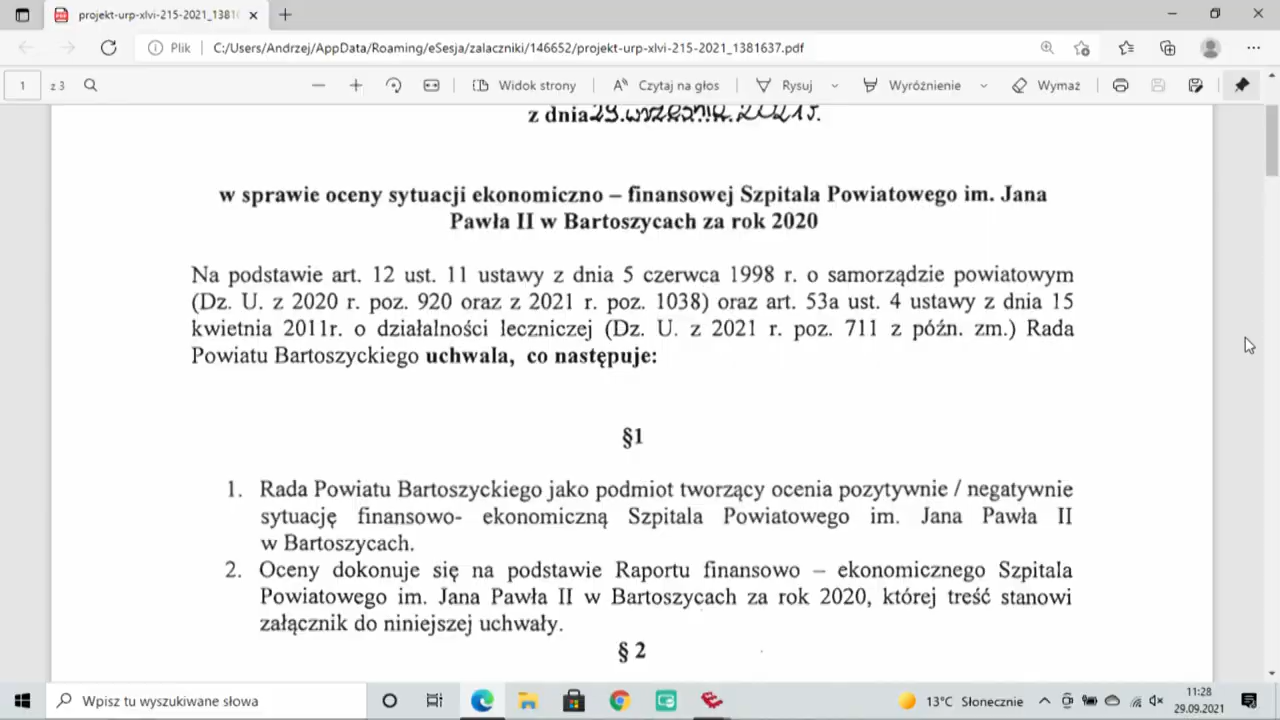 projekt-urp-xlvi-215-2021_1381
Plik
C:/Users/Andrzej/AppData/Roaming/eSesja/zalaczniki/146652/projekt-urp-xlvi-215-2021_1381637.pdf
1 z 3 Widok strony Czytaj na głos Rysuj Wyróżnienie Wymaż
z dnia 29. września. 2021r.
w sprawie oceny sytuacji ekonomiczno – finansowej Szpitala Powiatowego im. Jana
Pawła II w Bartoszycach za rok 2020
Na podstawie art. 12 ust. 11 ustawy z dnia 5 czerwca 1998 r. o samorządzie powiatowym
(Dz. U. z 2020 r. poz. 920 oraz z 2021 r. poz. 1038) oraz art. 53a ust. 4 ustawy z dnia 15
kwietnia 2011r. o działalności leczniczej (Dz. U. z 2021 r. poz. 711 z późn. zm.) Rada
Powiatu Bartoszyckiego uchwala, co następuje:
§1
1. Rada Powiatu Bartoszyckiego jako podmiot tworzący ocenia pozytywnie / negatywnie
sytuację finansowo- ekonomiczną Szpitala Powiatowego im. Jana Pawła II
w Bartoszycach.
2. Oceny dokonuje się na podstawie Raportu finansowo – ekonomicznego Szpitala
Powiatowego im. Jana Pawła II w Bartoszycach za rok 2020, której treść stanowi
załącznik do niniejszej uchwały.
§ 2
Wpisz tu wyszukiwane słowa
13°C Słonecznie
11:28
29.09.2021